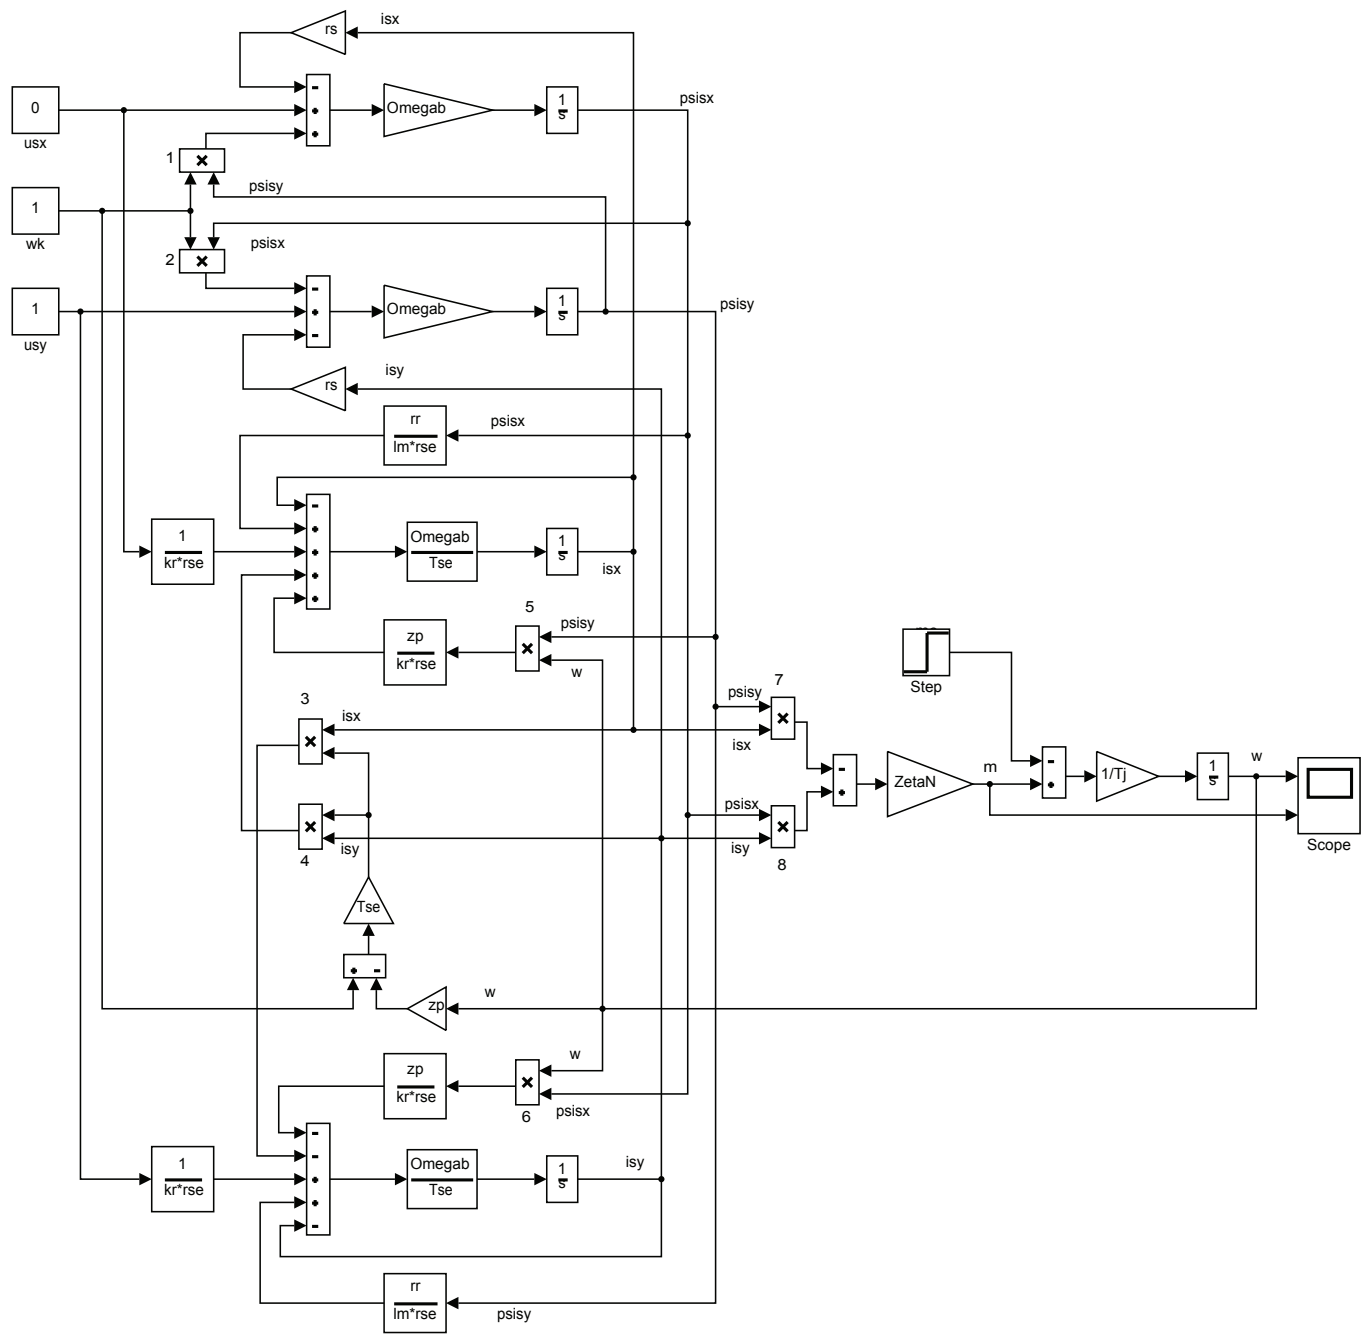 isx
rs
0
usx
Omegab
1
s
psisx
1
psisy
1
wk
psisx
2
1
usy
Omegab
1
s
psisy
rs
isy
rr
lm*rse
psisx
1
kr*rse
Omegab
Tse
1
s
isx
zp
kr*rse
5
psisy
w
Step
3
isx
psisy
7
isx
4
isy
psisx
isy
8
ZetaN
m
1/Tj
1
s
w
Scope
Tse
zp
w
zp
kr*rse
w
6
psisx
1
kr*rse
Omegab
Tse
1
s
isy
rr
lm*rse
psisy